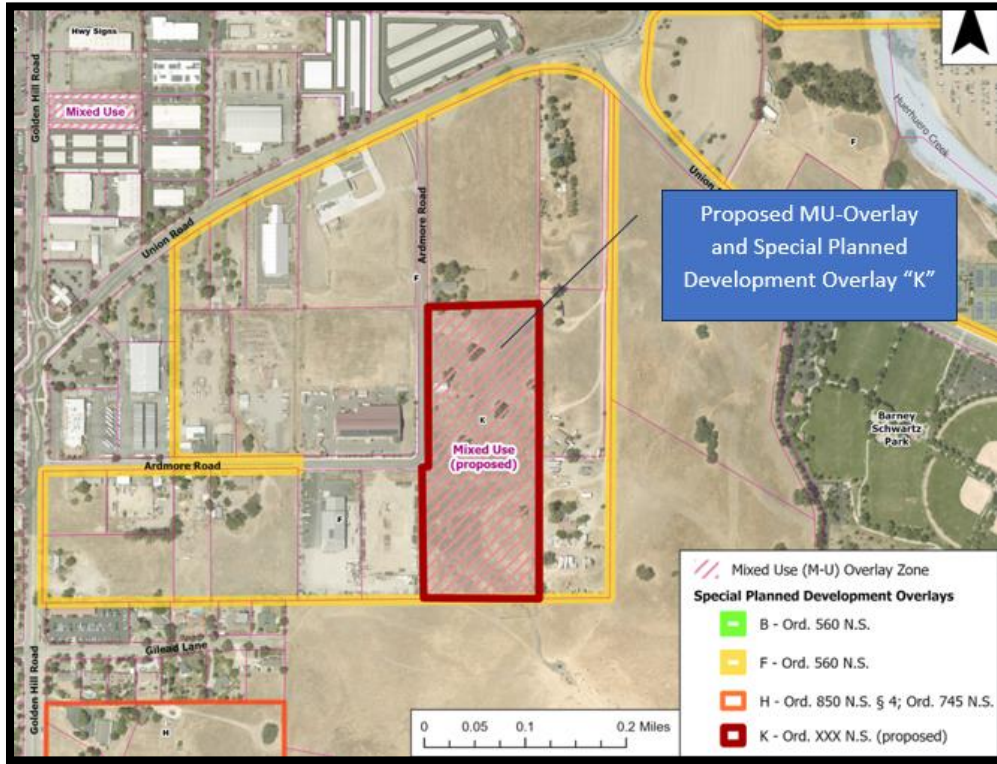 Hwy Signs
Golden Hill Road
Mixed Use
Union Road
Ardmore Road
F
F
Huerhuero Creek
Proposed MU-Overlay
and Special Planned
Development Overlay “K”
K
Mixed Use
(proposed)
Ardmore Road
F
Barney
Schwartz
Park
Gilead Lane
Golden Hill Road
H
0 0.05 0.1 0.2 Miles
Mixed Use (M-U) Overlay Zone
Special Planned Development Overlays
B - Ord. 560 N.S.
F - Ord. 560 N.S.
H - Ord. 850 N.S. § 4; Ord. 745 N.S.
K - Ord. XXX N.S. (proposed)